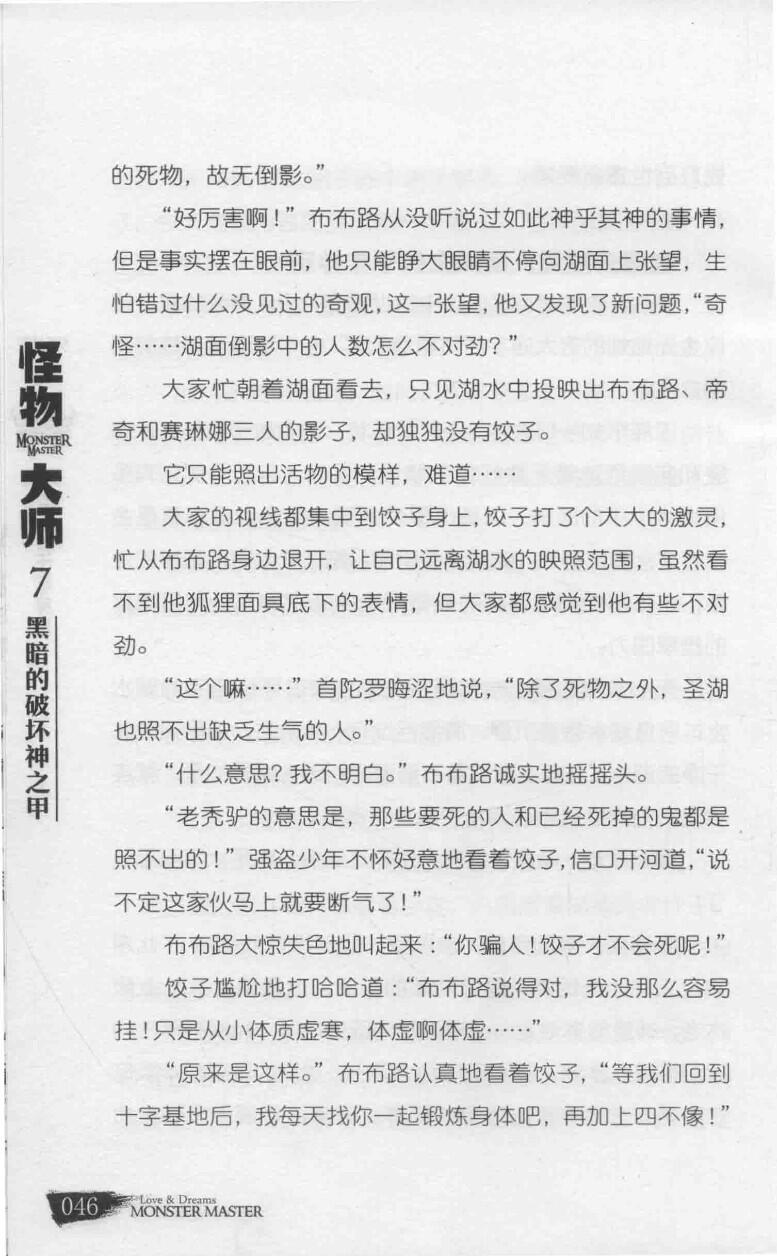 的死物，故无倒影。”
“好厉害啊！”布布路从没听说过如此神乎其神的事情，
但是事实摆在眼前，他只能睁大眼睛不停向湖面上张望，生
怕错过什么没见过的奇观，这一张望，他又发现了新问题，“奇
怪……湖面倒影中的人数怎么不对劲？”
大家忙朝着湖面看去，只见湖水中投映出布布路、帝
奇和赛琳娜三人的影子，却独独没有饺子。
它只能照出活物的模样，难道……
大家的视线都集中到饺子身上，饺子打了个大大的激灵，
忙从布布路身边退开，让自己远离湖水的映照范围，虽然看
不到他狐狸面具底下的表情，但大家都感觉到他有些不对
劲。
“这个嘛……”首陀罗晦涩地说，“除了死物之外，圣湖
也照不出缺乏生气的人。”
“什么意思？我不明白。”布布路诚实地摇摇头。
“老秃驴的意思是，那些要死的人和已经死掉的鬼都是
照不出的！”强盗少年不怀好意地看着饺子，信口开河道，“说
不定这家伙马上就要断气了！”
布布路大惊失色地叫起来：“你骗人！饺子才不会死呢！”
饺子尴尬地打哈哈道：“布布路说得对，我没那么容易
挂！只是从小体质虚寒，体虚啊体虚……”
“原来是这样。”布布路认真地看着饺子，“等我们回到
十字基地后，我每天找你一起锻炼身体吧，再加上四不像！”
怪物
MONSTER
MASTER
大师
7
黑暗的破坏神之甲
046
Love & Dreams
MONSTER MASTER